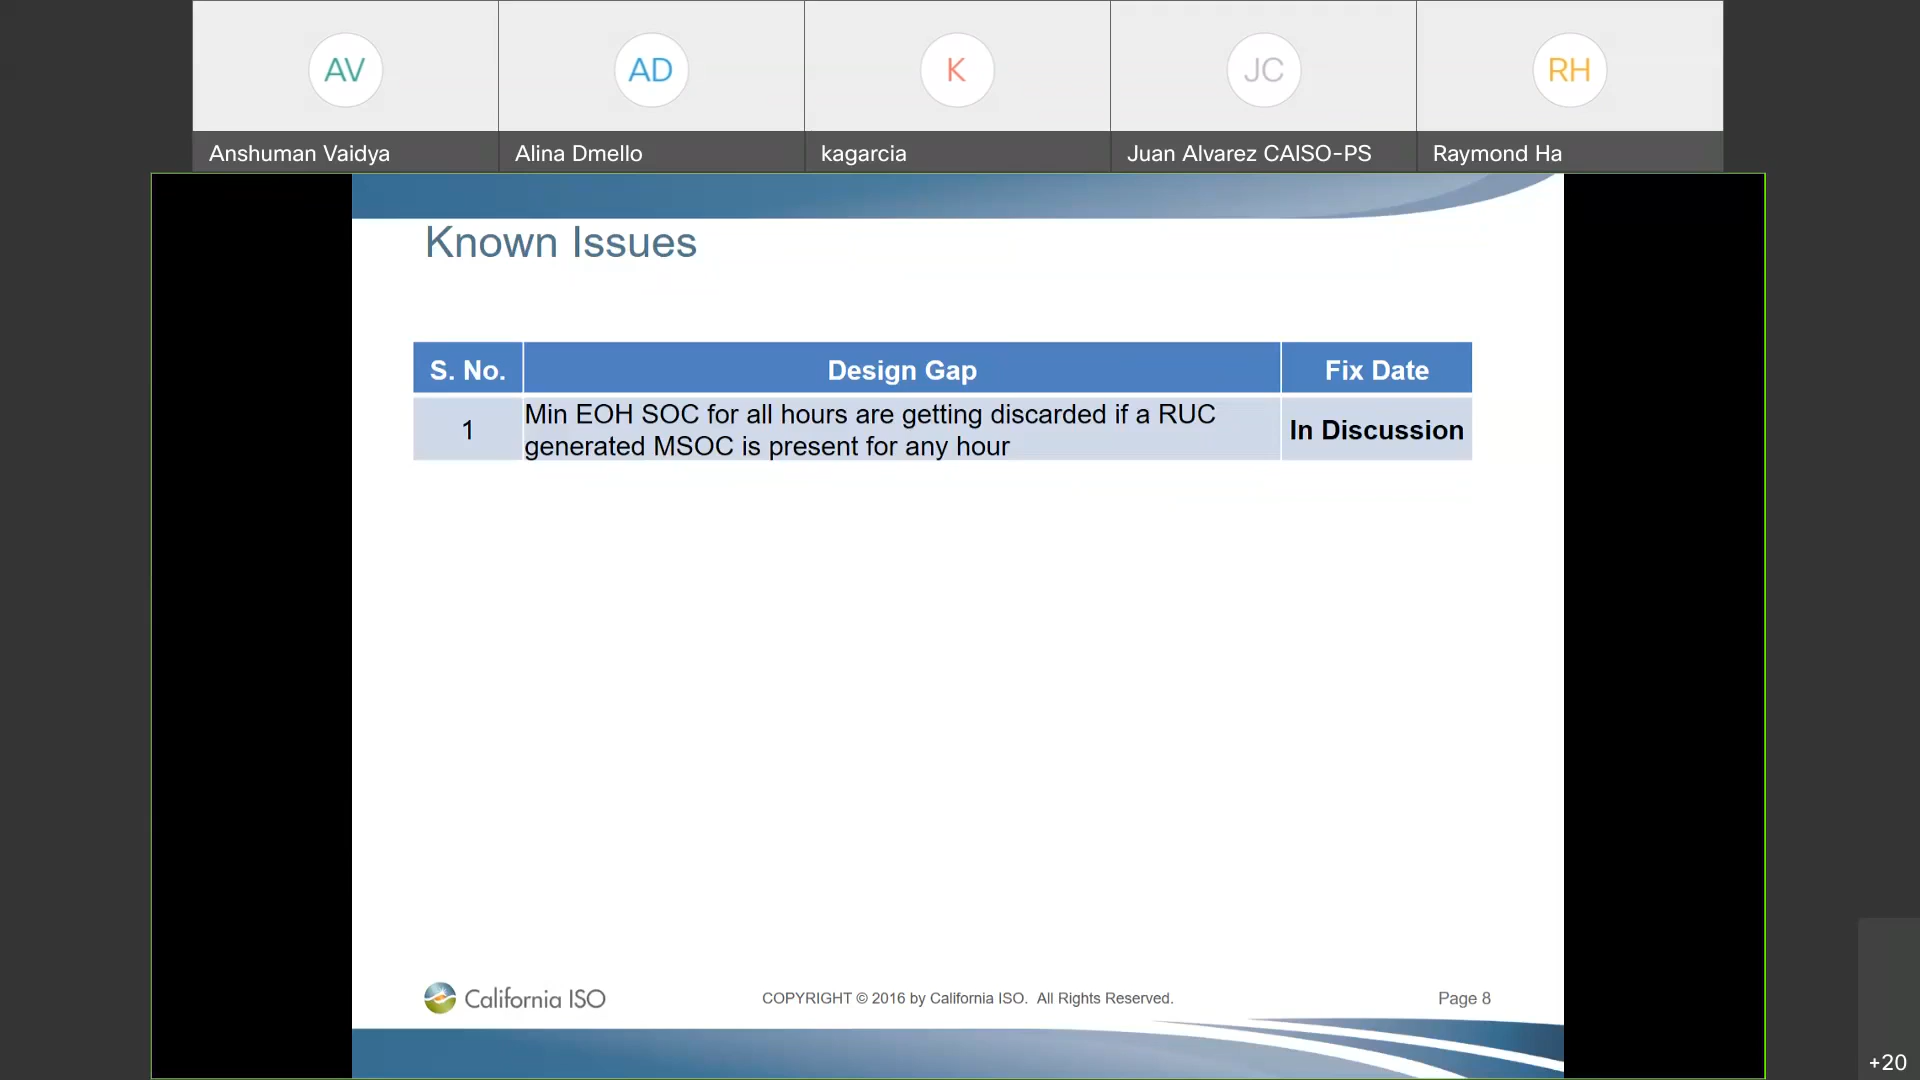 AV
AD
K
JC
RH
Anshuman Vaidya
Alina Dmello
kagarcia
Juan Alvarez CAISO-PS
Raymond Ha
Known Issues
S. No.
Design Gap
Fix Date
1
Min EOH SOC for all hours are getting discarded if a RUC
generated MSOC is present for any hour
In Discussion
California ISO
COPYRIGHT © 2016 by California ISO. All Rights Reserved.
Page 8
+20